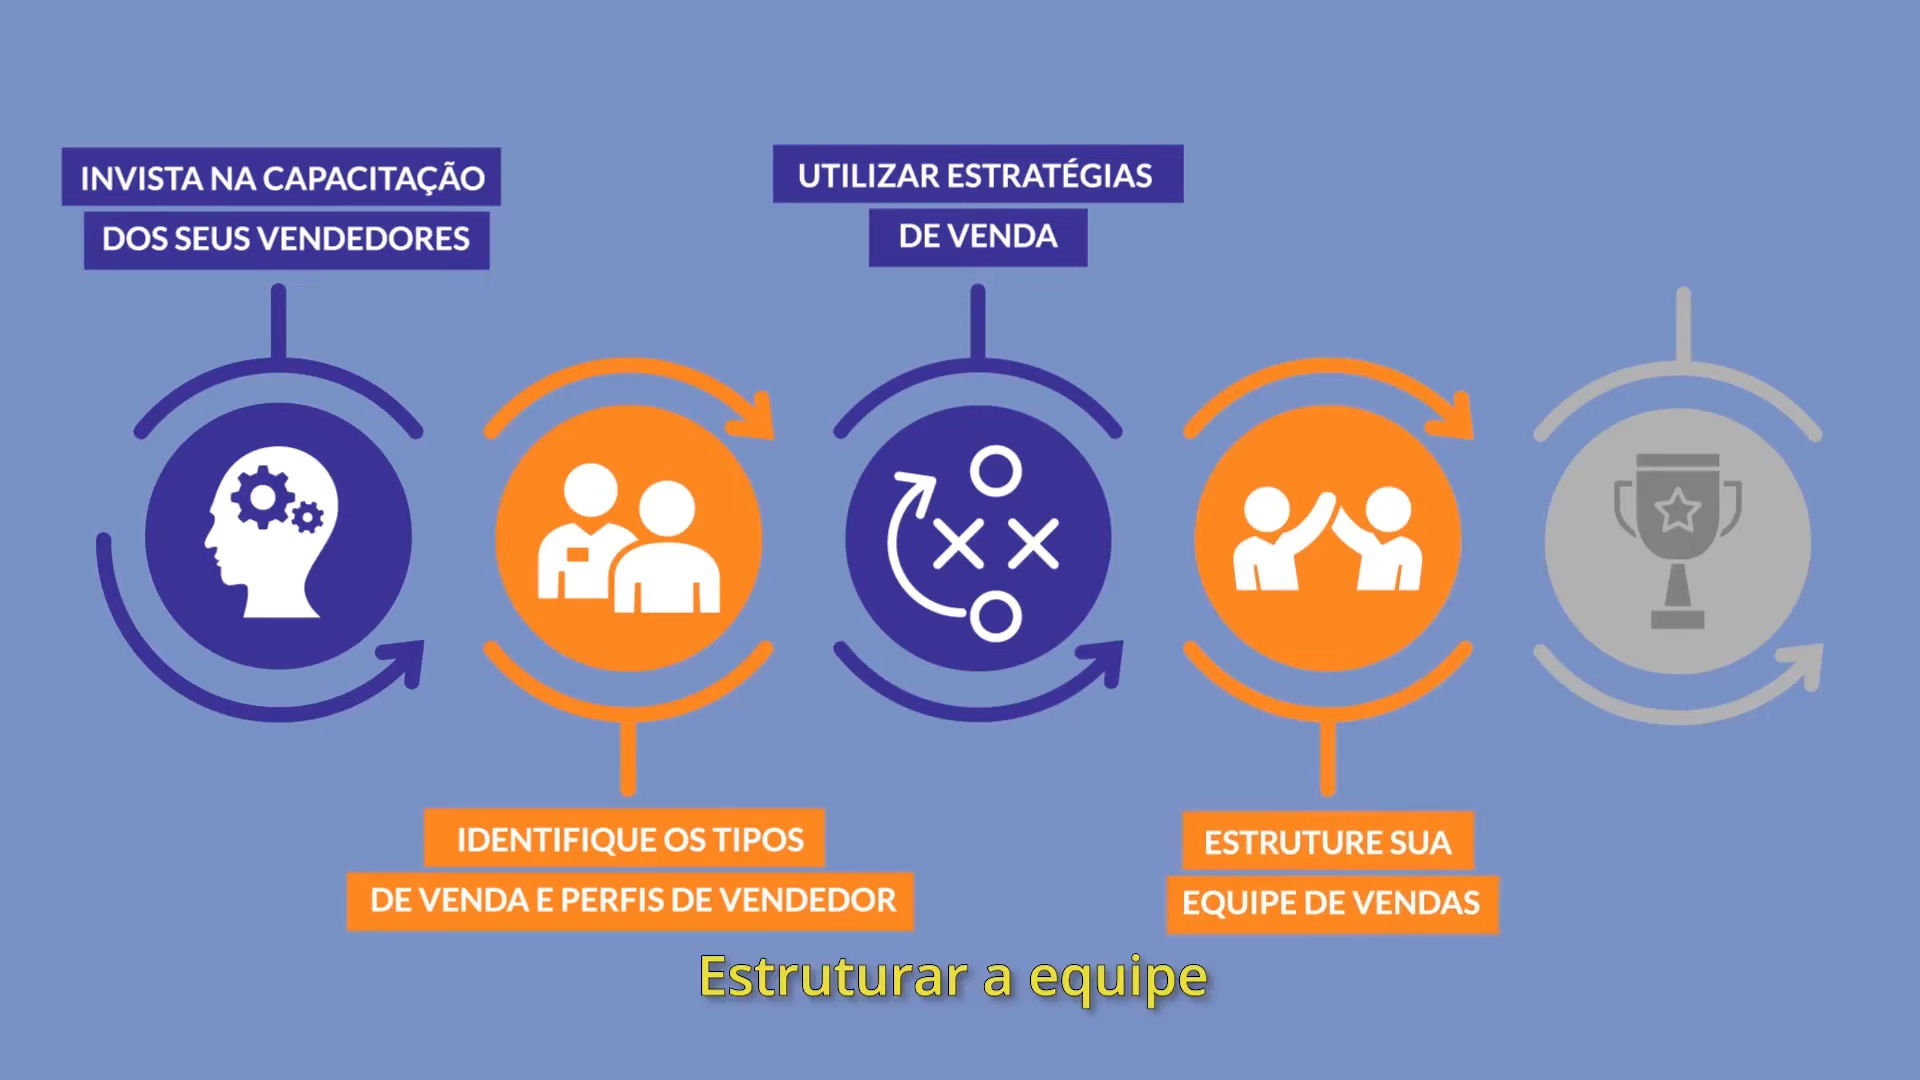 INVISTA NA CAPACITAÇÃO
DOS SEUS VENDEDORES
UTILIZAR ESTRATÉGIAS
DE VENDA
IDENTIFIQUE OS TIPOS
DE VENDA E PERFIS DE VENDEDOR
ESTRUTURE SUA
EQUIPE DE VENDAS
Estruturar a equipe